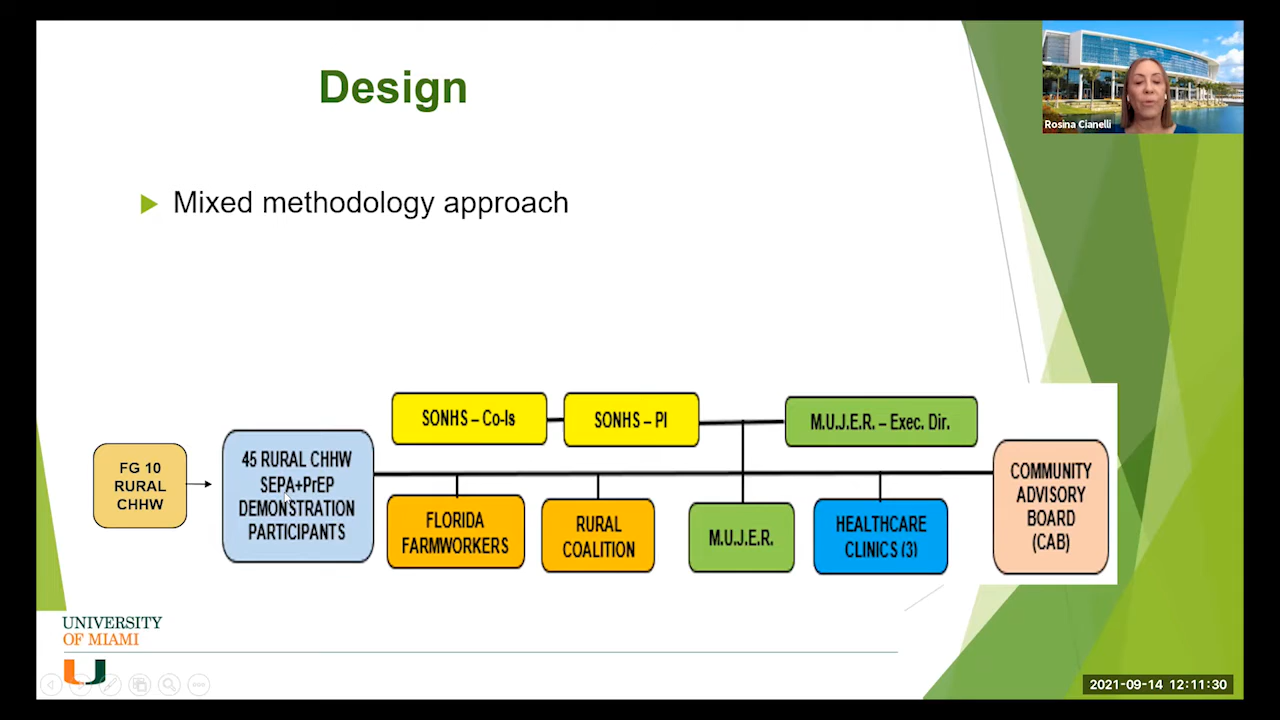 Design
Rosina Cianelli
Mixed methodology approach
SONHS – Co-Is
SONHS – PI
M.U.J.E.R. – Exec. Dir.
FG 10
RURAL
CHHW
45 RURAL CHHW
SEPA+PrEP
DEMONSTRATION
PARTICIPANTS
FLORIDA
FARMWORKERS
RURAL
COALITION
M.U.J.E.R.
HEALTHCARE
CLINICS (3)
COMMUNITY
ADVISORY
BOARD
(CAB)
UNIVERSITY
OF MIAMI
2021-09-14 12:11:30